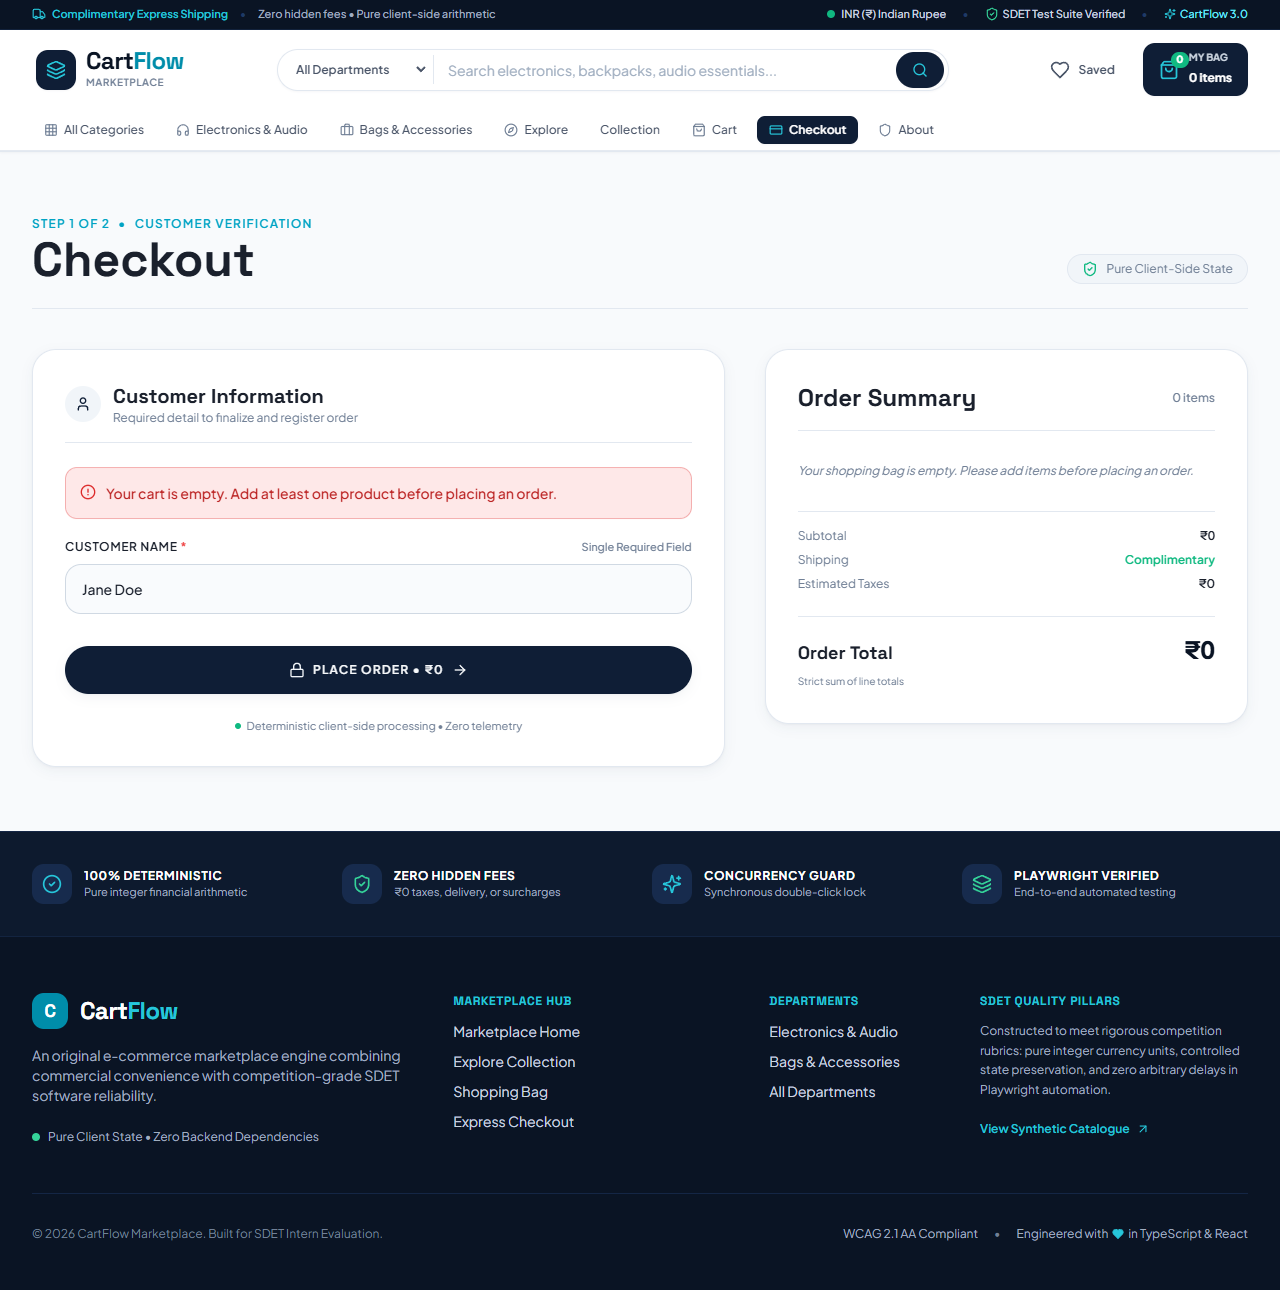 Complimentary Express Shipping • Zero hidden fees • Pure client-side arithmetic
INR (₹) Indian Rupee • SDET Test Suite Verified • CartFlow 3.0
CartFlow
MARKETPLACE
All Departments
Search electronics, backpacks, audio essentials...
Saved
0
MY BAG
0 Items
All Categories
Electronics & Audio
Bags & Accessories
Explore
Collection
Cart
Checkout
About
STEP 1 OF 2 • CUSTOMER VERIFICATION
Checkout
Pure Client-Side State
Customer Information
Required detail to finalize and register order
Your cart is empty. Add at least one product before placing an order.
CUSTOMER NAME *
Single Required Field
Jane Doe
PLACE ORDER • ₹0
Deterministic client-side processing • Zero telemetry
Order Summary
0 items
Your shopping bag is empty. Please add items before placing an order.
Subtotal ₹0
Shipping Complimentary
Estimated Taxes ₹0
Order Total ₹0
Strict sum of line totals
100% DETERMINISTIC
Pure integer financial arithmetic
ZERO HIDDEN FEES
₹0 taxes, delivery, or surcharges
CONCURRENCY GUARD
Synchronous double-click lock
PLAYWRIGHT VERIFIED
End-to-end automated testing
C CartFlow
An original e-commerce marketplace engine combining
commercial convenience with competition-grade SDET
software reliability.
Pure Client State • Zero Backend Dependencies
MARKETPLACE HUB
Marketplace Home
Explore Collection
Shopping Bag
Express Checkout
DEPARTMENTS
Electronics & Audio
Bags & Accessories
All Departments
SDET QUALITY PILLARS
Constructed to meet rigorous competition
rubrics: pure integer currency units, controlled
state preservation, and zero arbitrary delays in
Playwright automation.
View Synthetic Catalogue
© 2026 CartFlow Marketplace. Built for SDET Intern Evaluation.
WCAG 2.1 AA Compliant • Engineered with in TypeScript & React